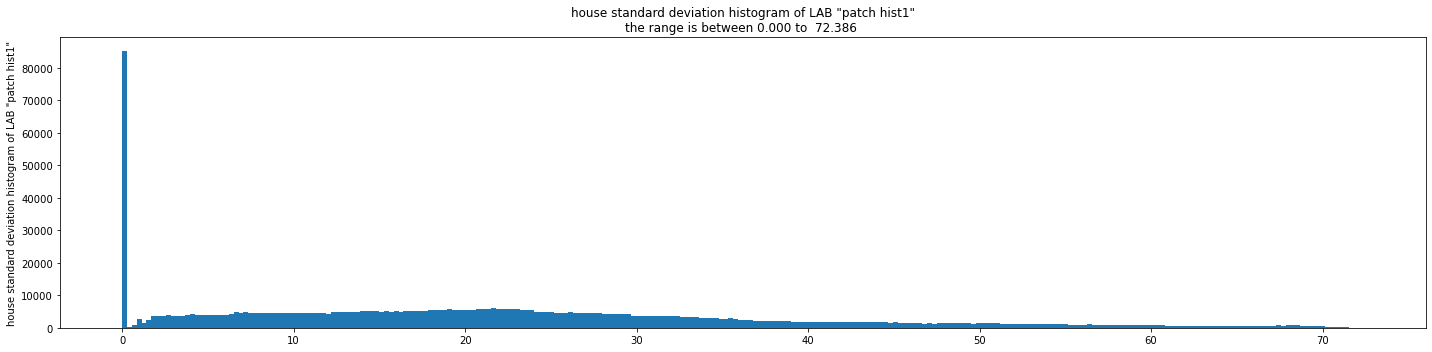 house standard deviation histogram of LAB "patch hist1"
the range is between 0.000 to  72.386
house standard deviation histogram of LAB "patch hist1"
80000
70000
60000
50000
40000
30000
20000
10000
0
0 10 20 30 40 50 60 70